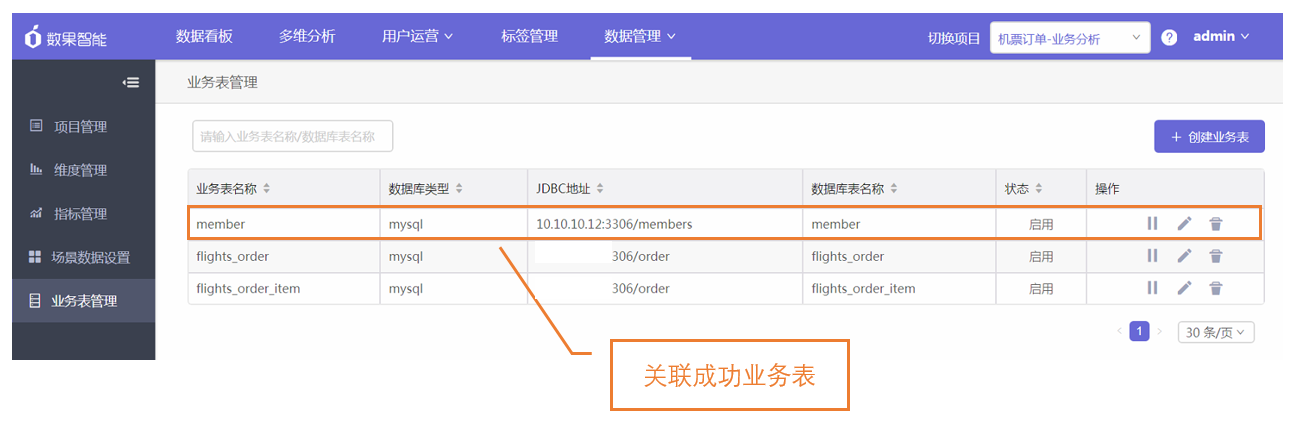 数果智能 数据看板 多维分析 用户运营 标签管理 数据管理 切换项目 机票订单-业务分析 ? admin
业务表管理
项目管理
维度管理
指标管理
场景数据设置
业务表管理
请输入业务表名称/数据库表名称 + 创建业务表
业务表名称 数据库类型 JDBC地址 数据库表名称 状态 操作
member mysql 10.10.10.12:3306/members member 启用
flights_order mysql 306/order flights_order 启用
flights_order_item mysql 306/order flights_order_item 启用
< 1 > 30 条/页
关联成功业务表